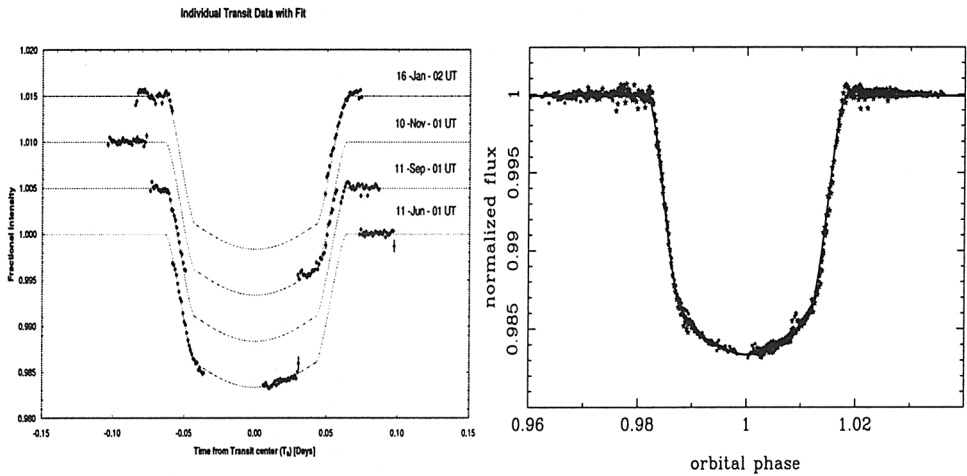 Individual Transit Data with Fit
1.020
1.015
1.010
1.005
1.000
0.995
0.990
0.985
0.980
Fractional Intensity
16 -Jan - 02 UT
10 -Nov - 01 UT
11 -Sep - 01 UT
11 -Jun - 01 UT
-0.15
-0.10
-0.05
0.00
0.05
0.10
0.15
Time from Transit center (T₀) [Days]
1
0.995
0.99
0.985
normalized flux
0.96
0.98
1
1.02
orbital phase